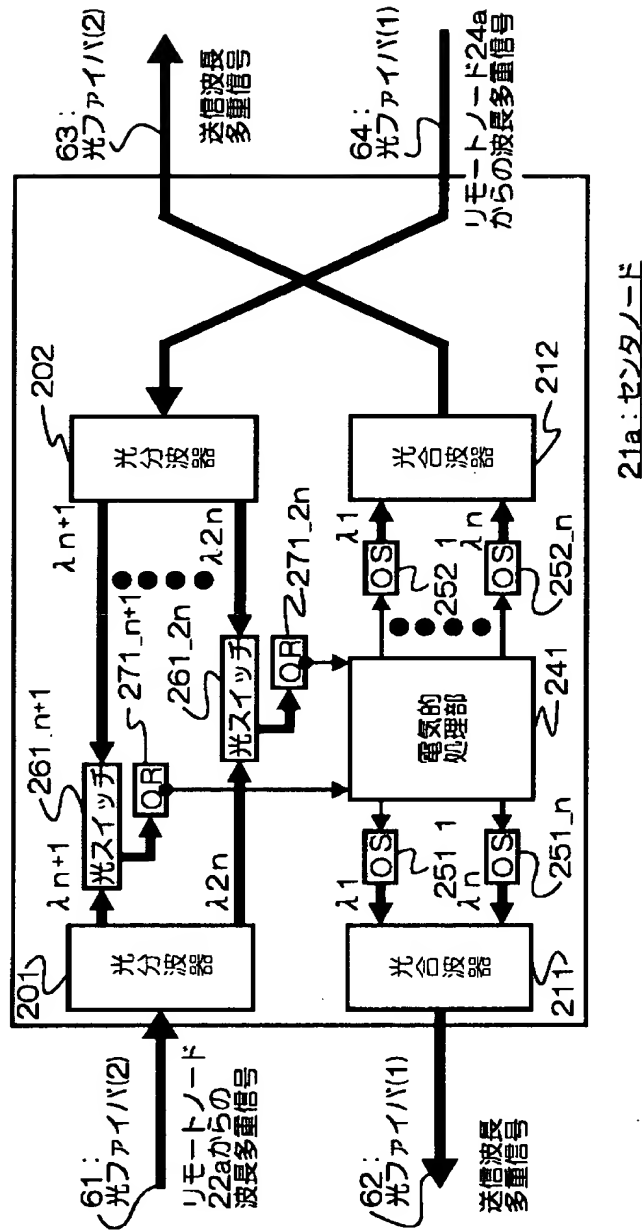 61:
光ファイバ(2)
リモートノード
22aからの
波長多重信号
62:
光ファイバ(1)
送信波長
多重信号
63:
光ファイバ(2)
送信波長
多重信号
64:
光ファイバ(1)
リモートノード24a
からの波長多重信号
201
光分波器
λn+1
λ2n
261_n+1
光スイッチ
271_n+1
OR
261_2n
光スイッチ
271_2n
OR
202
光分波器
λn+1
λ2n
211
光合波器
λ1
λn
OS
251_1
OS
251_n
電気的
処理部
241
OS
252_1
OS
252_n
λ1
λn
光合波器
212
21a:センタノード